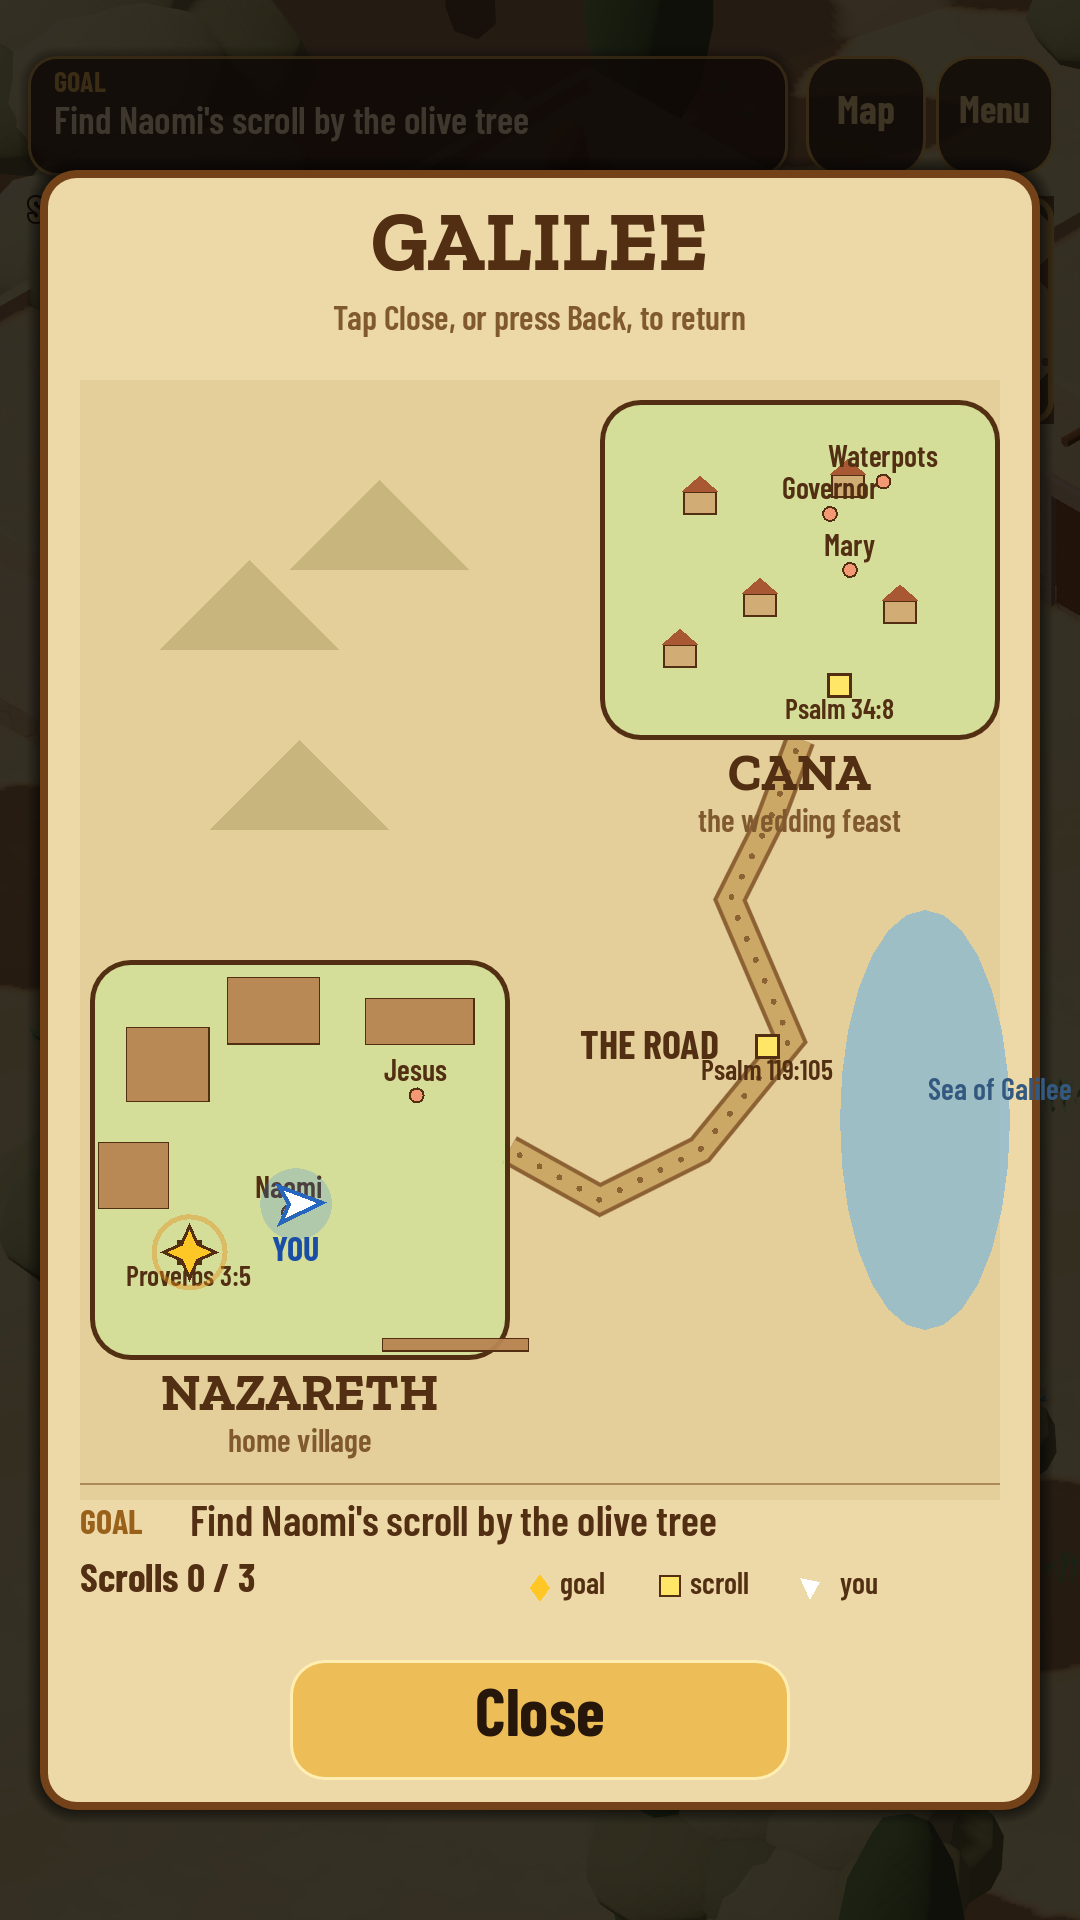 GOAL
Find Naomi's scroll by the olive tree
Map
Menu
GALILEE
Tap Close, or press Back, to return
Waterpots
Governor
Mary
Psalm 34:8
CANA
the wedding feast
THE ROAD
Psalm 119:105
Sea of Galilee
Jesus
Naomi
YOU
Proverbs 3:5
NAZARETH
home village
GOAL Find Naomi's scroll by the olive tree
Scrolls 0 / 3
goal scroll you
Close